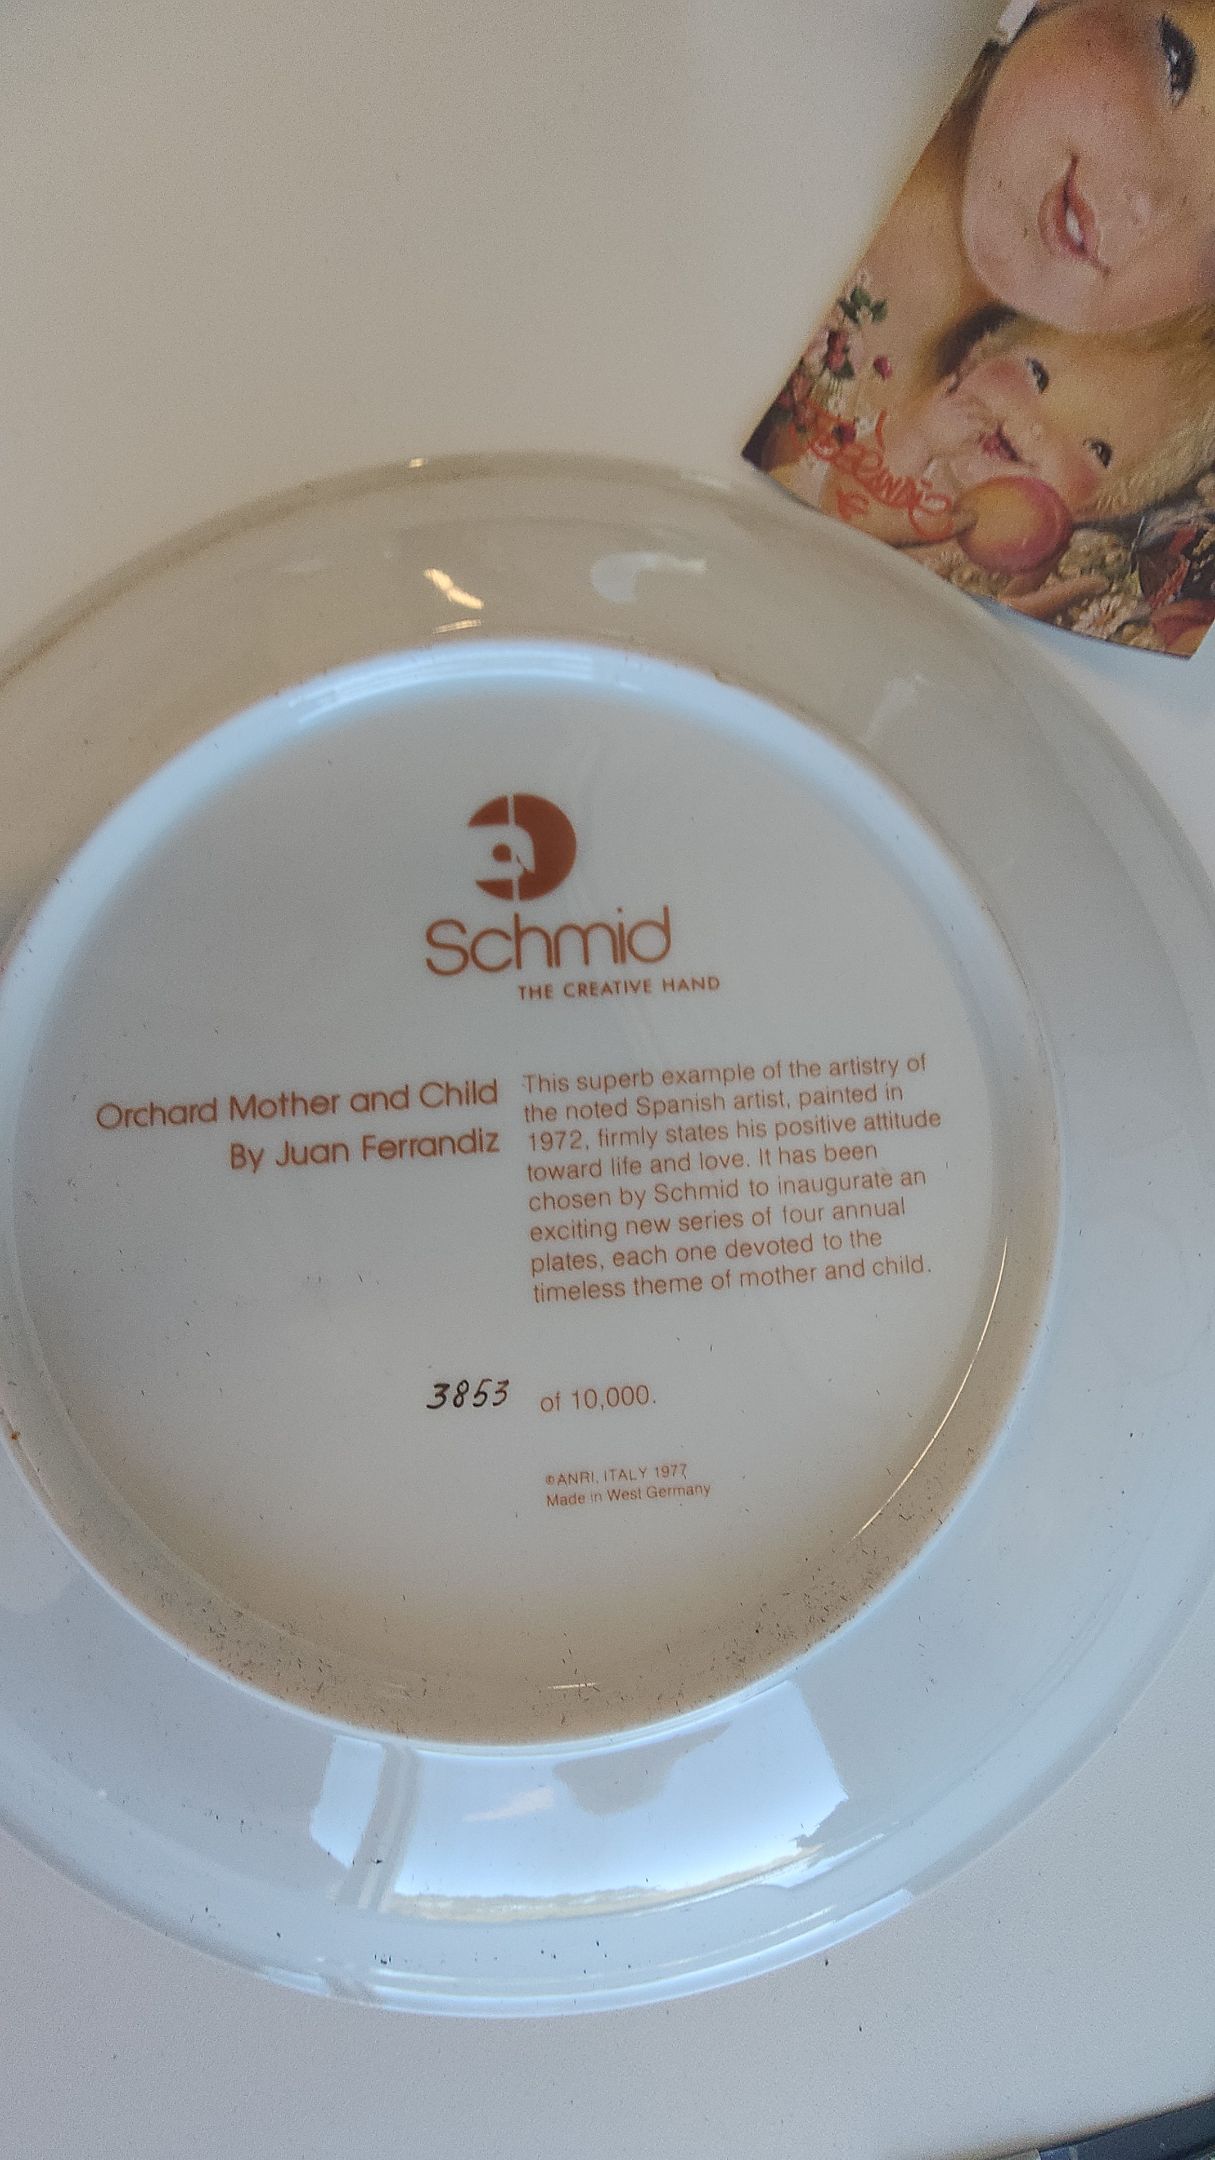 Ferrándiz
Schmid
THE CREATIVE HAND
Orchard Mother and Child
By Juan Ferrandiz
This superb example of the artistry of
the noted Spanish artist, painted in
1972, firmly states his positive attitude
toward life and love. It has been
chosen by Schmid to inaugurate an
exciting new series of four annual
plates, each one devoted to the
timeless theme of mother and child.
3853 of 10,000.
©ANRI, ITALY 1977
Made in West Germany